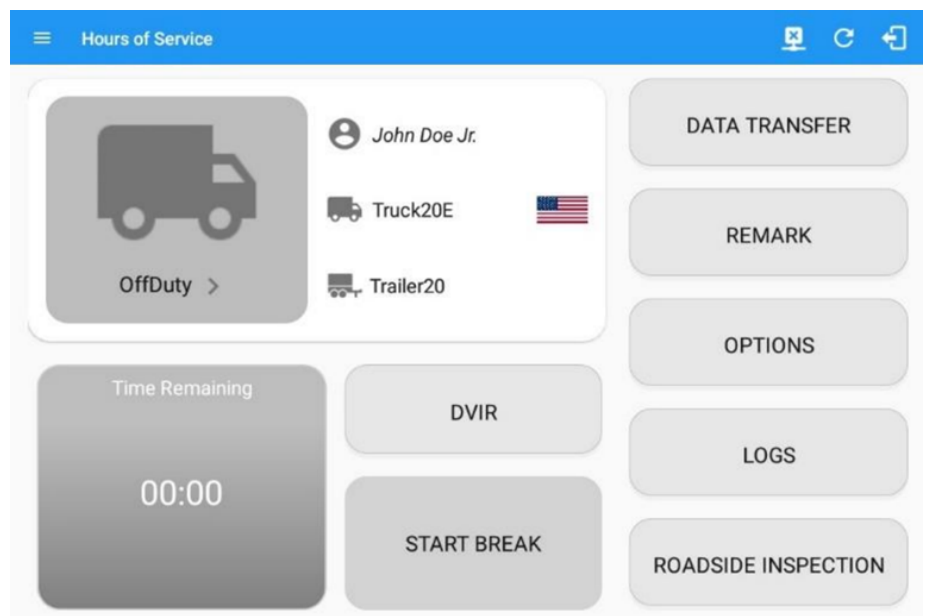 Hours of Service
John Doe Jr.
Truck20E
OffDuty >
Trailer20
Time Remaining
00:00
DVIR
START BREAK
DATA TRANSFER
REMARK
OPTIONS
LOGS
ROADSIDE INSPECTION